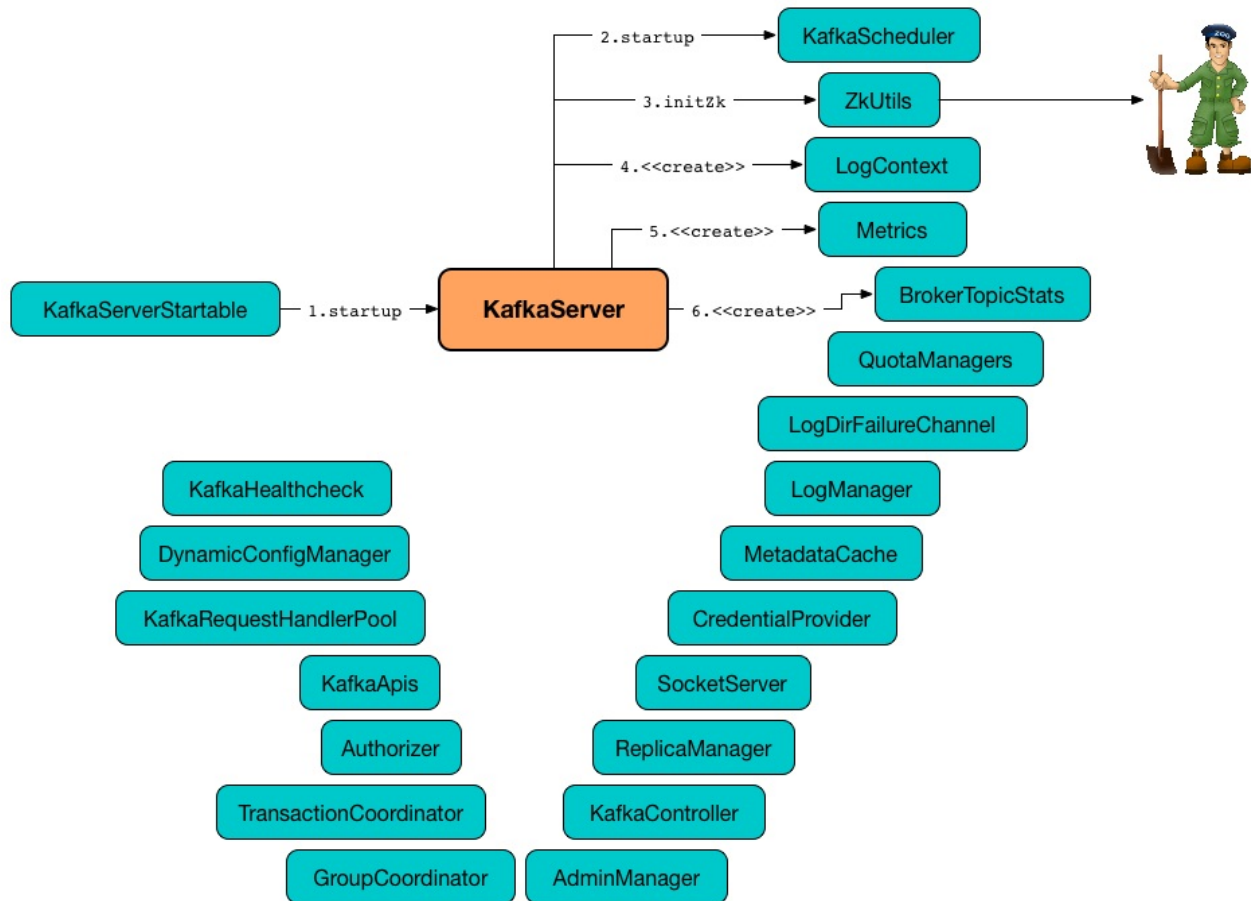 2.startup
KafkaScheduler
ZOO
3.initZk
ZkUtils
4.<<create>>
LogContext
5.<<create>>
Metrics
KafkaServerStartable
1.startup
KafkaServer
6.<<create>>
BrokerTopicStats
QuotaManagers
LogDirFailureChannel
KafkaHealthcheck
LogManager
DynamicConfigManager
MetadataCache
KafkaRequestHandlerPool
CredentialProvider
KafkaApis
SocketServer
Authorizer
ReplicaManager
TransactionCoordinator
KafkaController
GroupCoordinator
AdminManager